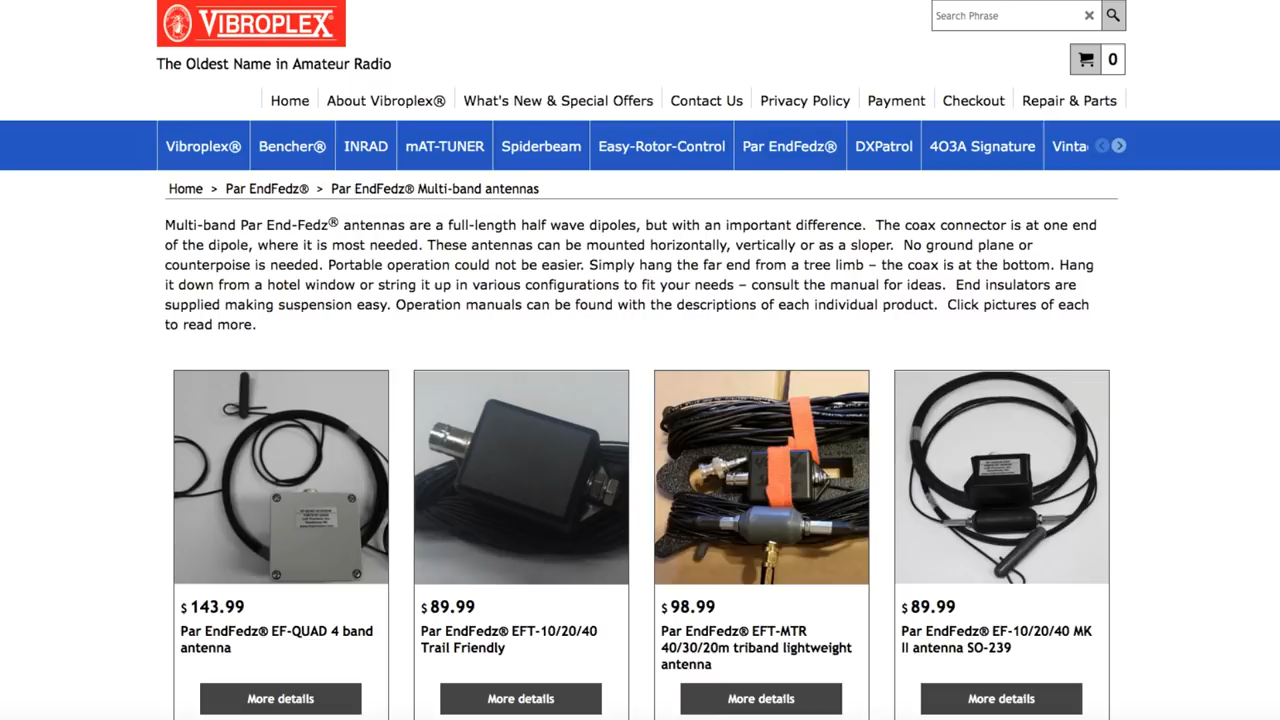 VIBROPLEX®
Search Phrase
The Oldest Name in Amateur Radio
0
Home
About Vibroplex®
What's New & Special Offers
Contact Us
Privacy Policy
Payment
Checkout
Repair & Parts
Vibroplex®
Bencher®
INRAD
mAT-TUNER
Spiderbeam
Easy-Rotor-Control
Par EndFedz®
DXPatrol
4O3A Signature
Vinta
Home > Par EndFedz® > Par EndFedz® Multi-band antennas
Multi-band Par End-Fedz® antennas are a full-length half wave dipoles, but with an important difference. The coax connector is at one end
of the dipole, where it is most needed. These antennas can be mounted horizontally, vertically or as a sloper. No ground plane or
counterpoise is needed. Portable operation could not be easier. Simply hang the far end from a tree limb – the coax is at the bottom. Hang
it down from a hotel window or string it up in various configurations to fit your needs – consult the manual for ideas. End insulators are
supplied making suspension easy. Operation manuals can be found with the descriptions of each individual product. Click pictures of each
to read more.
$ 143.99
Par EndFedz® EF-QUAD 4 band
antenna
More details
$ 89.99
Par EndFedz® EFT-10/20/40
Trail Friendly
More details
$ 98.99
Par EndFedz® EFT-MTR
40/30/20m triband lightweight
antenna
More details
$ 89.99
Par EndFedz® EF-10/20/40 MK
II antenna SO-239
More details